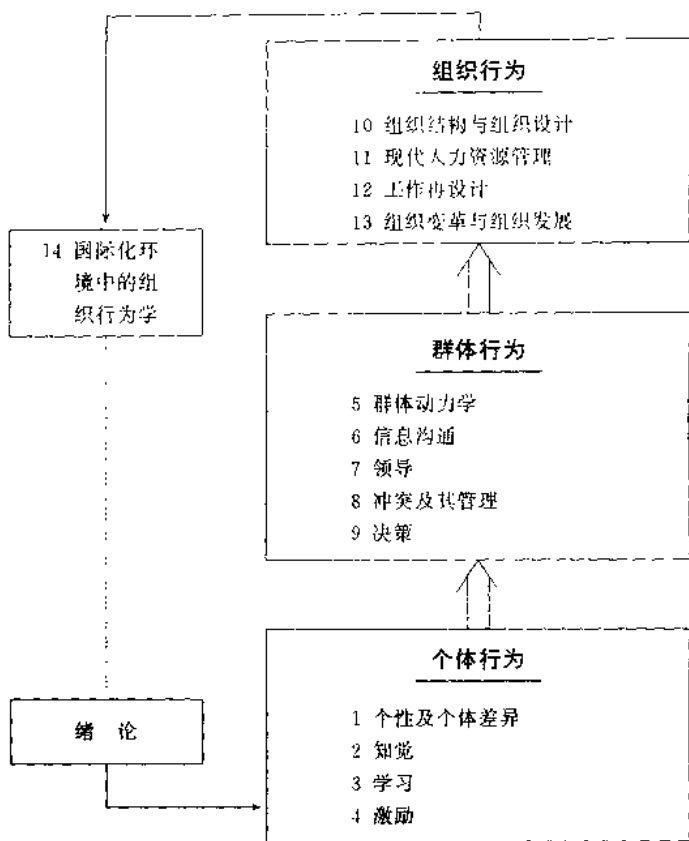 组织行为
10 组织结构与组织设计
11 现代人力资源管理
12 工作再设计
13 组织变革与组织发展
14 国际化环
境中的组
织行为学
群体行为
5 群体动力学
6 信息沟通
7 领导
8 冲突及其管理
9 决策
个体行为
1 个性及个体差异
2 知觉
3 学习
4 激励
绪 论